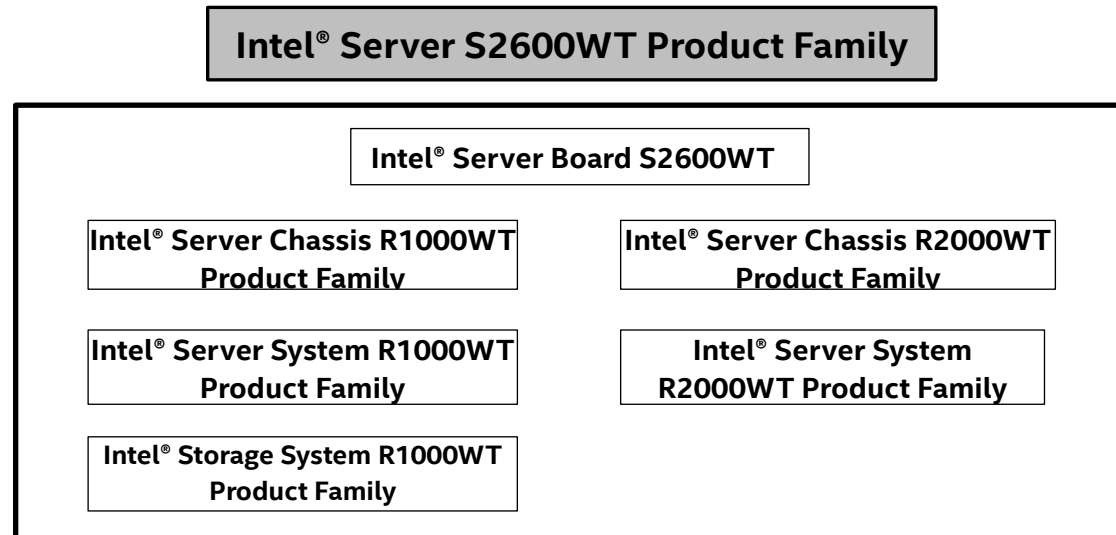 Intel® Server S2600WT Product Family
Intel® Server Board S2600WT
Intel® Server Chassis R1000WT
Product Family
Intel® Server Chassis R2000WT
Product Family
Intel® Server System R1000WT
Product Family
Intel® Server System
R2000WT Product Family
Intel® Storage System R1000WT
Product Family